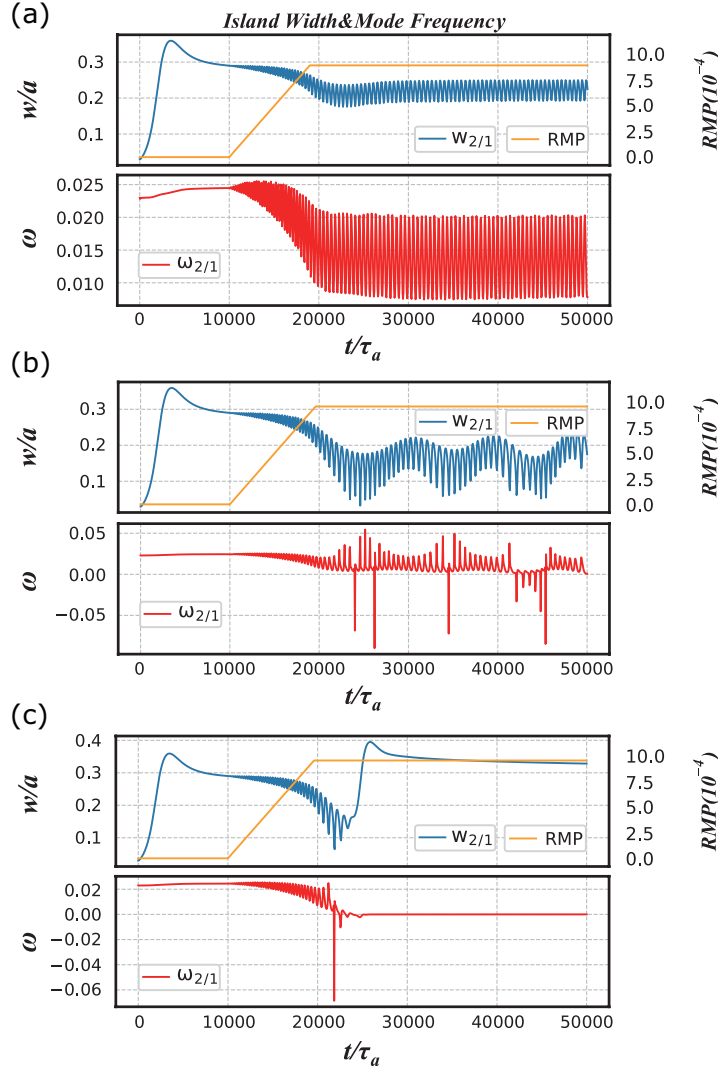 (a)
Island Width&Mode Frequency
w/a
0.3
0.2
0.1
w2/1
RMP
10.0
7.5
5.0
2.5
0.0
RMP(10⁻⁴)
ω
0.025
0.020
0.015
0.010
ω2/1
0 10000 20000 30000 40000 50000
t/τa
(b)
w/a
0.3
0.2
0.1
w2/1
RMP
10.0
7.5
5.0
2.5
0.0
RMP(10⁻⁴)
ω
0.05
0.00
−0.05
ω2/1
0 10000 20000 30000 40000 50000
t/τa
(c)
w/a
0.4
0.3
0.2
0.1
w2/1
RMP
10.0
7.5
5.0
2.5
0.0
RMP(10⁻⁴)
ω
0.02
0.00
−0.02
−0.04
−0.06
ω2/1
0 10000 20000 30000 40000 50000
t/τa